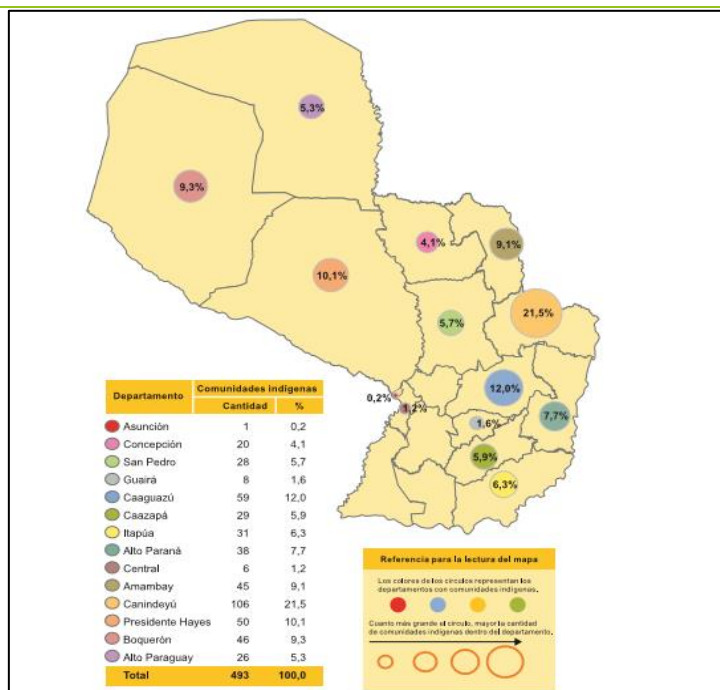 5,3%
9,3%
4,1%
9,1%
10,1%
21,5%
5,7%
12,0%
0,2%
1,2%
7,7%
1,6%
5,9%
6,3%
Departamento Comunidades indígenas
Cantidad %
Asunción 1 0,2
Concepción 20 4,1
San Pedro 28 5,7
Guairá 8 1,6
Caaguazú 59 12,0
Caazapá 29 5,9
Itapúa 31 6,3
Alto Paraná 38 7,7
Central 6 1,2
Amambay 45 9,1
Canindeyú 106 21,5
Presidente Hayes 50 10,1
Boquerón 46 9,3
Alto Paraguay 26 5,3
Total 493 100,0
Referencia para la lectura del mapa
Los colores de los círculos representan los
departamentos con comunidades indígenas.
Cuanto más grande el círculo, mayor la cantidad
de comunidades indígenas dentro del departamento.